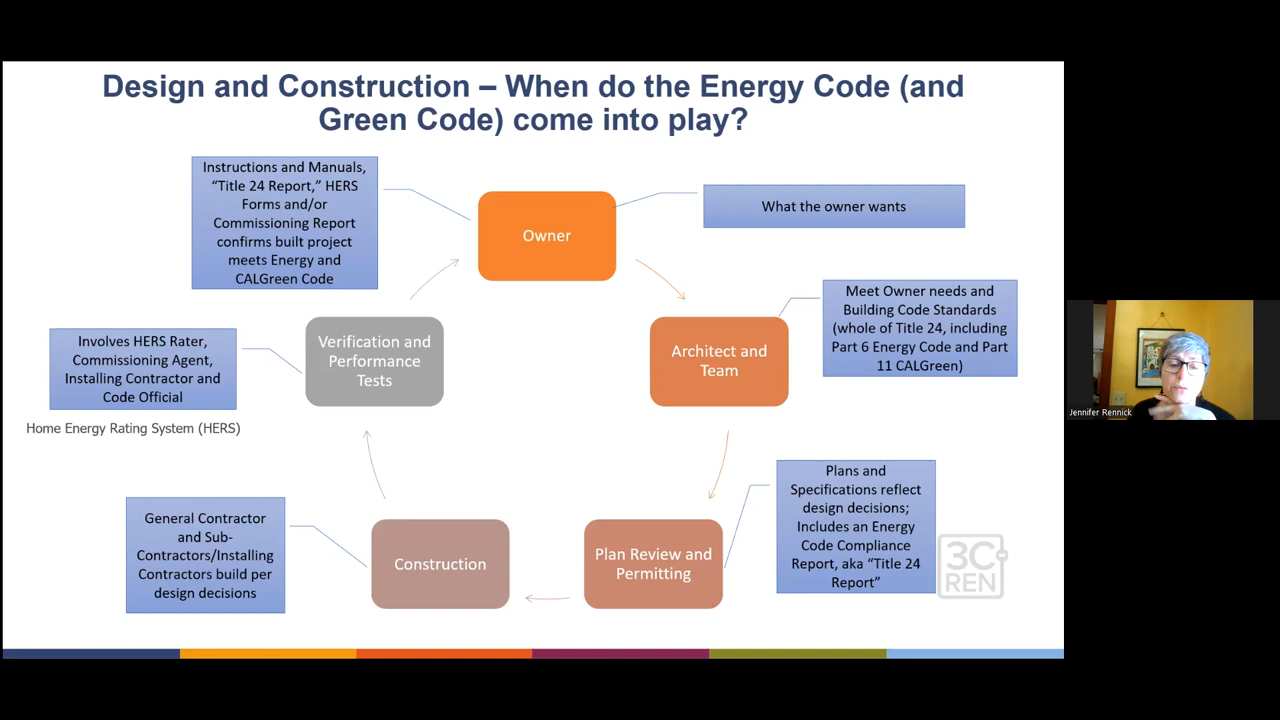 Design and Construction – When do the Energy Code (and
Green Code) come into play?
Instructions and Manuals,
“Title 24 Report,” HERS
Forms and/or
Commissioning Report
confirms built project
meets Energy and
CALGreen Code
Owner
What the owner wants
Meet Owner needs and
Building Code Standards
(whole of Title 24, including
Part 6 Energy Code and Part
11 CALGreen)
Architect and
Team
Verification and
Performance
Tests
Involves HERS Rater,
Commissioning Agent,
Installing Contractor and
Code Official
Home Energy Rating System (HERS)
Plans and
Specifications reflect
design decisions;
Includes an Energy
Code Compliance
Report, aka “Title 24
Report”
Plan Review and
Permitting
Construction
General Contractor
and Sub-
Contractors/Installing
Contractors build per
design decisions
3C
REN
Jennifer Rennick